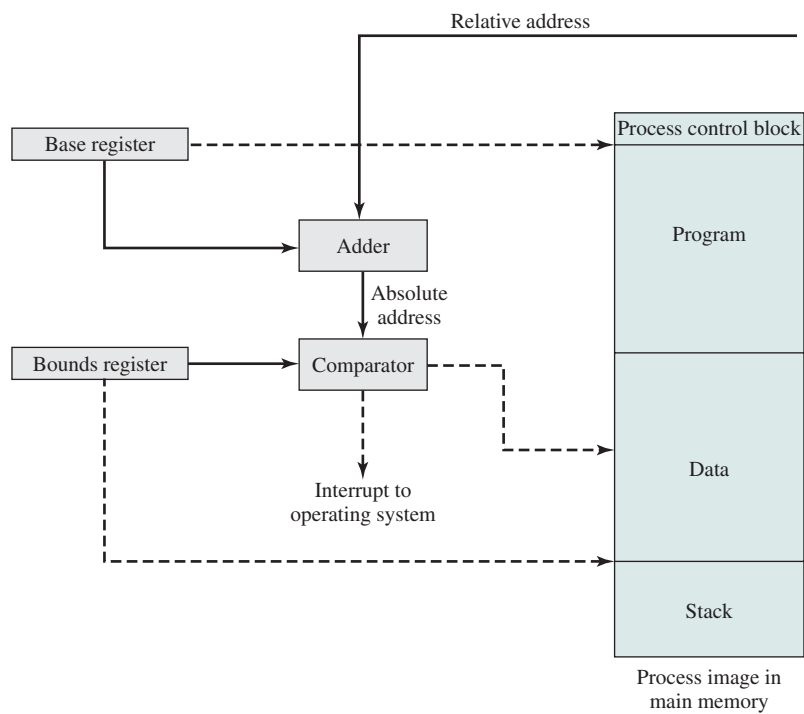 Relative address
Process control block
Base register
Program
Adder
Absolute
address
Bounds register
Comparator
Data
Interrupt to
operating system
Stack
Process image in
main memory